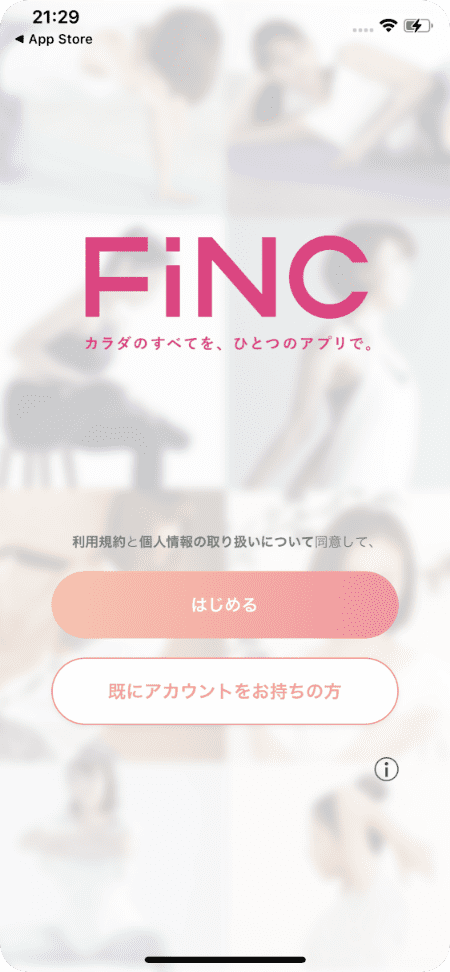 21:29
◀ App Store
FiNC
カラダのすべてを、ひとつのアプリで。
利用規約と個人情報の取り扱いについて同意して、
はじめる
既にアカウントをお持ちの方